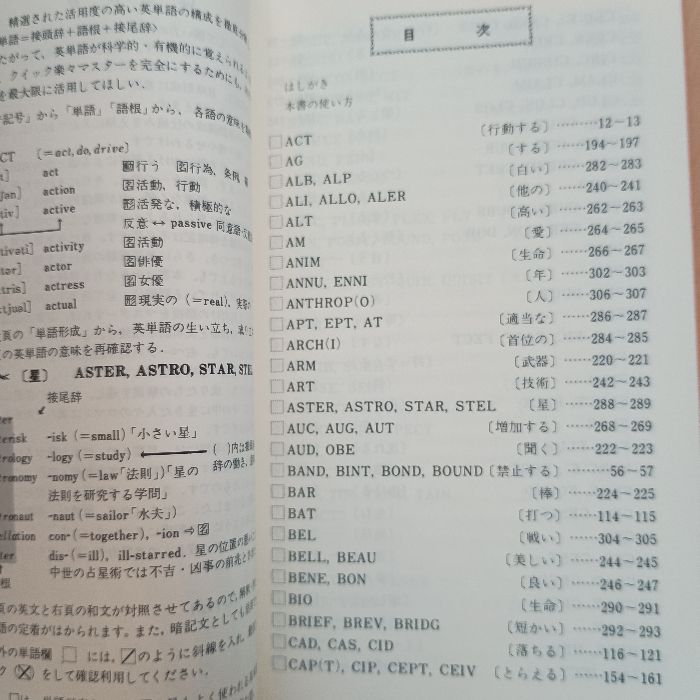 精選された活用度の高い英単語の構成を
単語＝接頭辞＋語根＋接尾辞〉
たがって, 英単語が科学的・有機的に覚えられる
クイック楽々マスターを完全にするためにも,
を最大限に活用してほしい.
記号」から「単語」「語根」から, 各語の意味と
CT 〔=act, do, drive〕
act 動行う 名行為,
action 名活動, 行動
active 形活発な, 積極的な
反意 ↔ passive 同意語
activity 名活動
actor 名俳優
actress 名女優
actual 形現実の (=real),
頁の「単語形成」から, 英単語の生い立ち,
の英単語の意味を再確認する.
〔星〕 ASTER, ASTRO, STAR, STEL
接尾辞
-isk (=small)「小さい星」
-logy (=study) ( )内は
-nomy (=law「法則」)「星の 辞の働き,
法則を研究する学問」
-naut (=sailor「水夫」)
con- (=together), -ion ⇒名
dis- (=ill), ill-starred. 星の位置の
中世の占星術では不吉・凶事の前兆と
根
頁の英文と右頁の和文が対照させてあるので,
語の定着がはかられます. また, 暗記文としても
外の単語欄 □ には, ☑のように斜線を入れ,
ク (☒) をして確認利用してください.
目 次
はしがき
本書の使い方
□ACT 〔行動する〕………12～13
□AG 〔する〕……194～197
□ALB, ALP 〔白い〕……282～283
□ALI, ALLO, ALER 〔他の〕……240～241
□ALT 〔高い〕……262～263
□AM 〔愛〕……264～265
□ANIM 〔生命〕……266～267
□ANNU, ENNI 〔年〕……302～303
□ANTHROP(O) 〔人〕……306～307
□APT, EPT, AT 〔適当な〕……286～287
□ARCH(I) 〔首位の〕……284～285
□ARM 〔武器〕……220～221
□ART 〔技術〕……242～243
□ASTER, ASTRO, STAR, STEL 〔星〕……288～289
□AUC, AUG, AUT 〔増加する〕……268～269
□AUD, OBE 〔聞く〕……222～223
□BAND, BINT, BOND, BOUND〔禁止する〕………56～57
□BAR 〔棒〕……224～225
□BAT 〔打つ〕……114～115
□BEL 〔戦い〕……304～305
□BELL, BEAU 〔美しい〕……244～245
□BENE, BON 〔良い〕……246～247
□BIO 〔生命〕……290～291
□BRIEF, BREV, BRIDG 〔短かい〕……292～293
□CAD, CAS, CID 〔落ちる〕……116～121
□CAP(T), CIP, CEPT, CEIV 〔とらえる〕……154～161